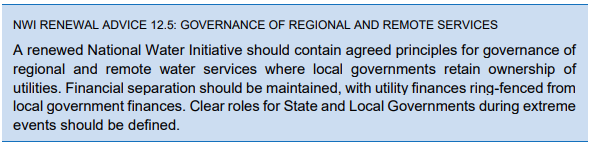 NWI RENEWAL ADVICE 12.5: GOVERNANCE OF REGIONAL AND REMOTE SERVICES
A renewed National Water Initiative should contain agreed principles for governance of
regional and remote water services where local governments retain ownership of
utilities. Financial separation should be maintained, with utility finances ring-fenced from
local government finances. Clear roles for State and Local Governments during extreme
events should be defined.